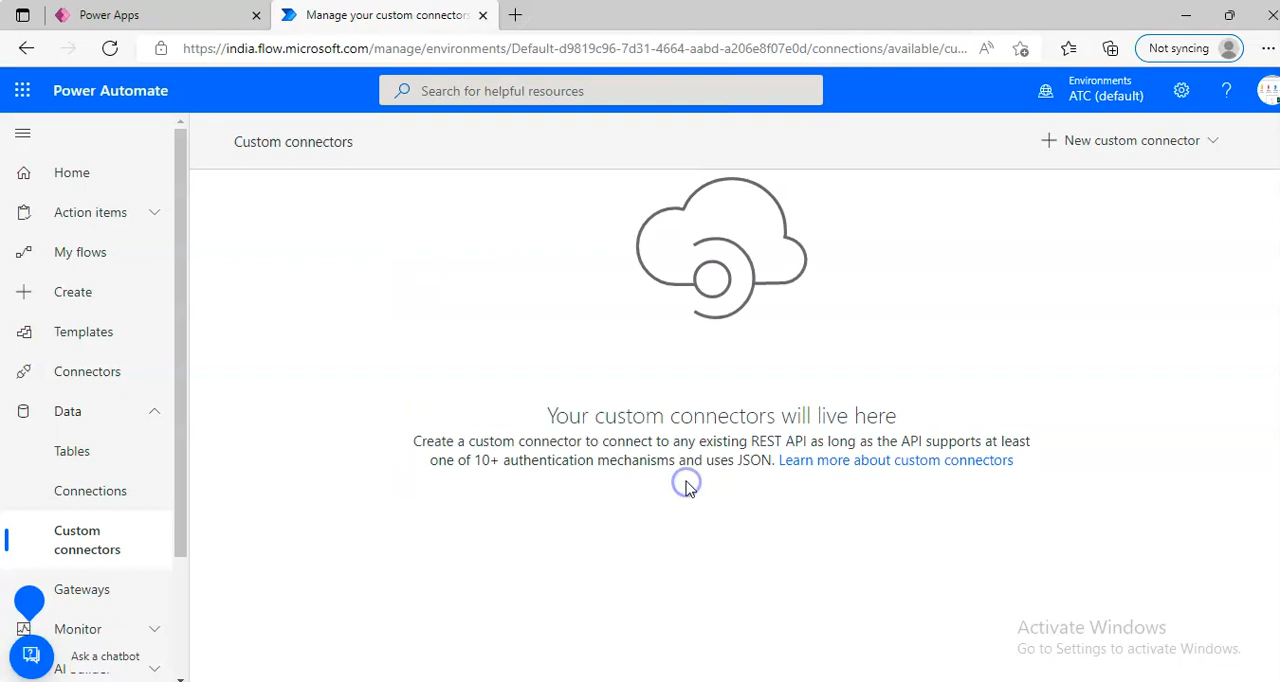 Power Apps
Manage your custom connectors
https://india.flow.microsoft.com/manage/environments/Default-d9819c96-7d31-4664-aabd-a206e8f07e0d/connections/available/cu...
Not syncing
Power Automate
Search for helpful resources
Environments
ATC (default)
Custom connectors
New custom connector
Home
Action items
My flows
Create
Templates
Connectors
Data
Tables
Connections
Custom
connectors
Gateways
Monitor
Ask a chatbot
Your custom connectors will live here
Create a custom connector to connect to any existing REST API as long as the API supports at least
one of 10+ authentication mechanisms and uses JSON. Learn more about custom connectors
Activate Windows
Go to Settings to activate Windows.